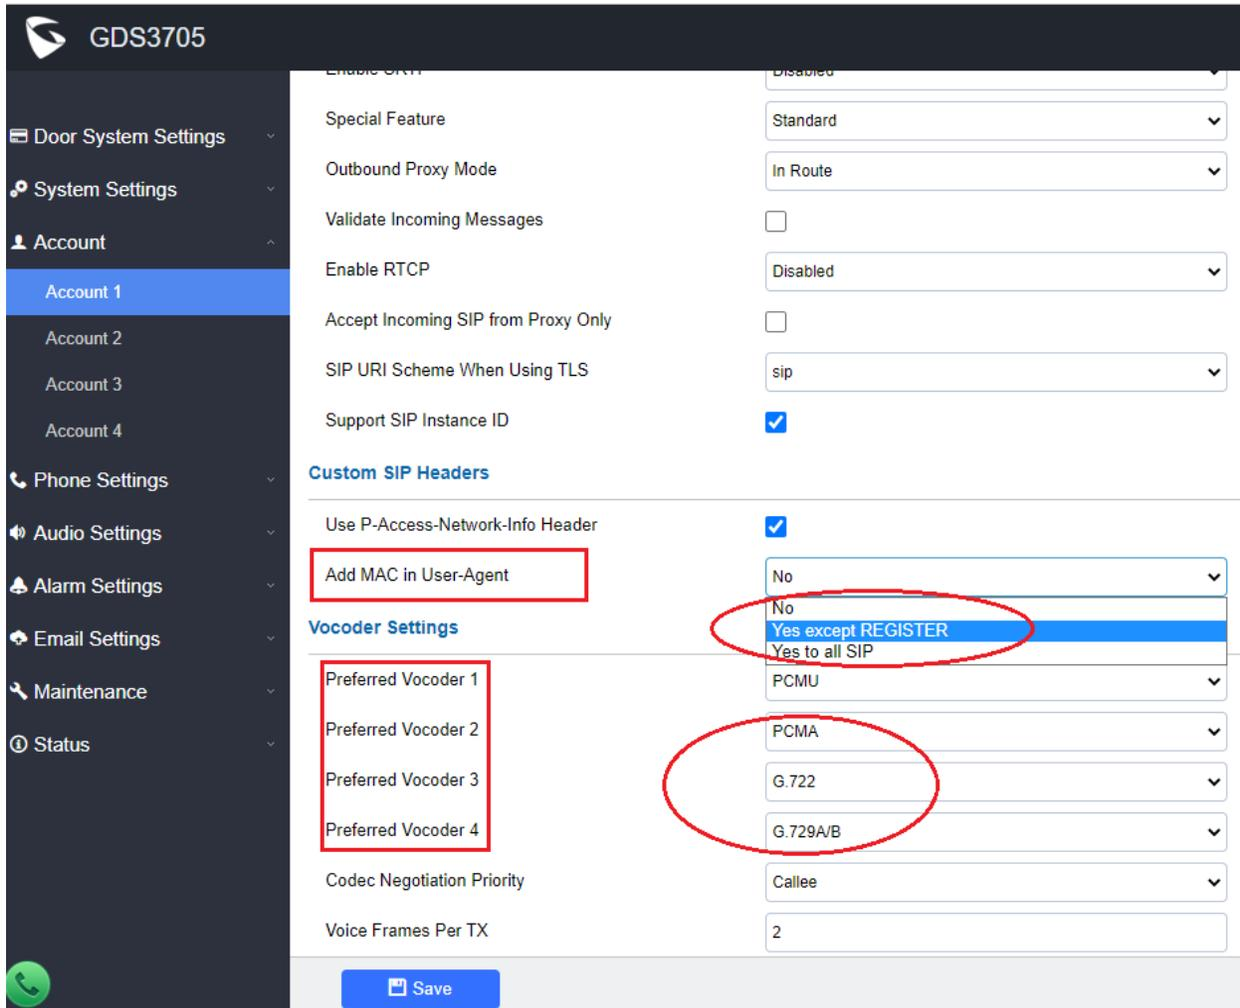 GDS3705
Disabled
Door System Settings
Special Feature Standard
Outbound Proxy Mode In Route
System Settings
Validate Incoming Messages
Account
Enable RTCP Disabled
Account 1
Accept Incoming SIP from Proxy Only
Account 2
SIP URI Scheme When Using TLS sip
Account 3
Support SIP Instance ID
Account 4
Custom SIP Headers
Phone Settings
Use P-Access-Network-Info Header
Audio Settings
Add MAC in User-Agent No
Alarm Settings
No
Vocoder Settings Yes except REGISTER
Email Settings
Yes to all SIP
Preferred Vocoder 1 PCMU
Maintenance
Preferred Vocoder 2 PCMA
Status
Preferred Vocoder 3 G.722
Preferred Vocoder 4 G.729A/B
Codec Negotiation Priority Callee
Voice Frames Per TX 2
Save